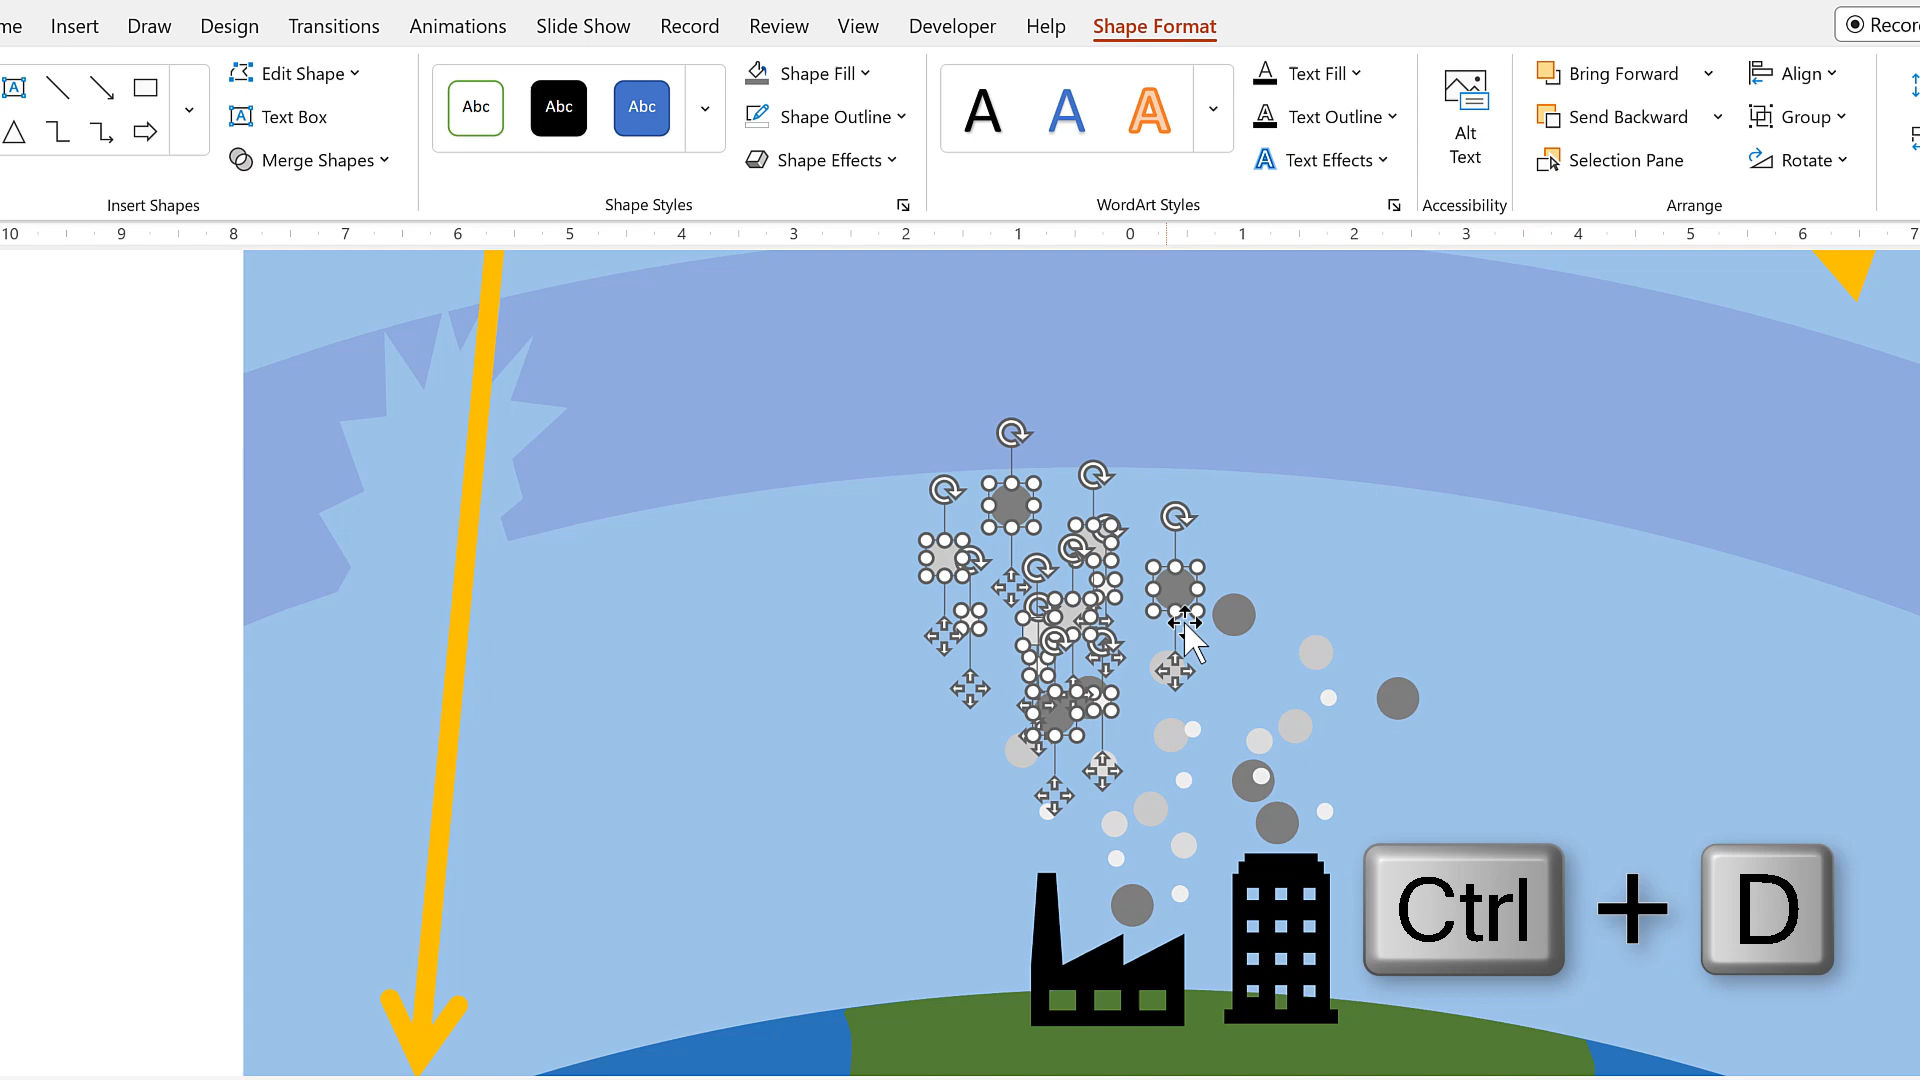 me Insert Draw Design Transitions Animations Slide Show Record Review View Developer Help Shape Format Recor
A Edit Shape Abc Abc Abc Shape Fill A A A A Text Fill Bring Forward Align
A Text Box Shape Outline A Text Outline Alt Text Send Backward Group
Merge Shapes Shape Effects A Text Effects Selection Pane Rotate
Insert Shapes Shape Styles WordArt Styles Accessibility Arrange
10 9 8 7 6 5 4 3 2 1 0 1 2 3 4 5 6 7
Ctrl + D